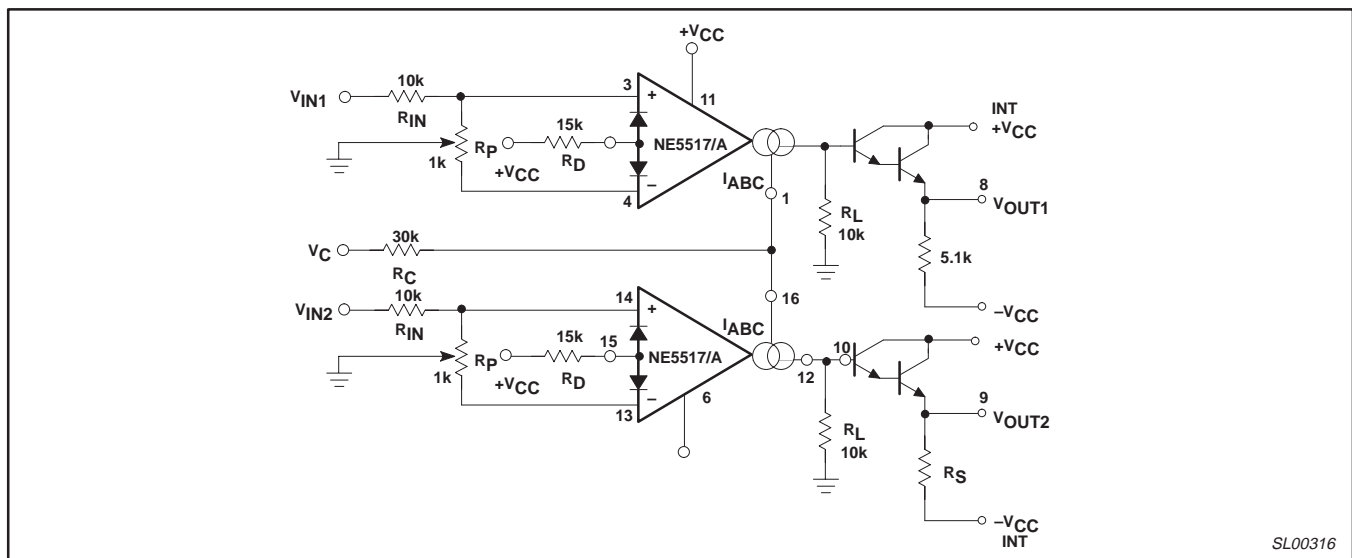 +VCC
10k
3
VIN1
+
11
INT
+VCC
RIN
15k
RP
NE5517/A
1k
+VCC
RD
8
IABC
VOUT1
–
4
1
RL
10k
5.1k
30k
VC
RC
16
–VCC
10k
14
VIN2
+
IABC
RIN
15k
15
+VCC
RP
NE5517/A
10
1k
+VCC
RD
12
13
–
6
9
VOUT2
RL
10k
RS
–VCC
INT
SL00316